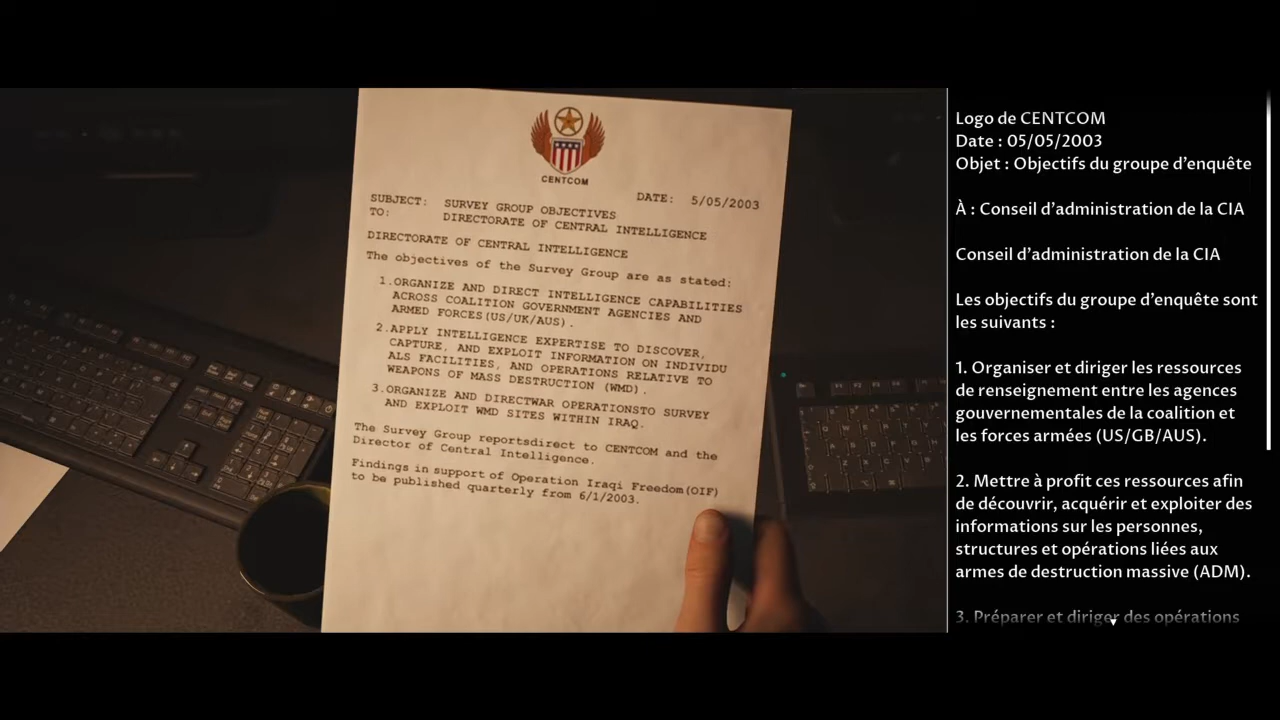 CENTCOM
DATE: 5/05/2003
SUBJECT: SURVEY GROUP OBJECTIVES
TO: DIRECTORATE OF CENTRAL INTELLIGENCE
DIRECTORATE OF CENTRAL INTELLIGENCE
The objectives of the Survey Group are as stated:
1.ORGANIZE AND DIRECT INTELLIGENCE CAPABILITIES
ACROSS COALITION GOVERNMENT AGENCIES AND
ARMED FORCES(US/UK/AUS).
2.APPLY INTELLIGENCE EXPERTISE TO DISCOVER,
CAPTURE, AND EXPLOIT INFORMATION ON INDIVIDU
ALS FACILITIES, AND OPERATIONS RELATIVE TO
WEAPONS OF MASS DESTRUCTION (WMD).
3.ORGANIZE AND DIRECTWAR OPERATIONSTO SURVEY
AND EXPLOIT WMD SITES WITHIN IRAQ.
The Survey Group reportsdirect to CENTCOM and the
Director of Central Intelligence.
Findings in support of Operation Iraqi Freedom(OIF)
to be published quarterly from 6/1/2003.
Logo de CENTCOM
Date : 05/05/2003
Objet : Objectifs du groupe d'enquête
À : Conseil d'administration de la CIA
Conseil d'administration de la CIA
Les objectifs du groupe d'enquête sont
les suivants :
1. Organiser et diriger les ressources
de renseignement entre les agences
gouvernementales de la coalition et
les forces armées (US/GB/AUS).
2. Mettre à profit ces ressources afin
de découvrir, acquérir et exploiter des
informations sur les personnes,
structures et opérations liées aux
armes de destruction massive (ADM).
3. Préparer et diriger des opérations